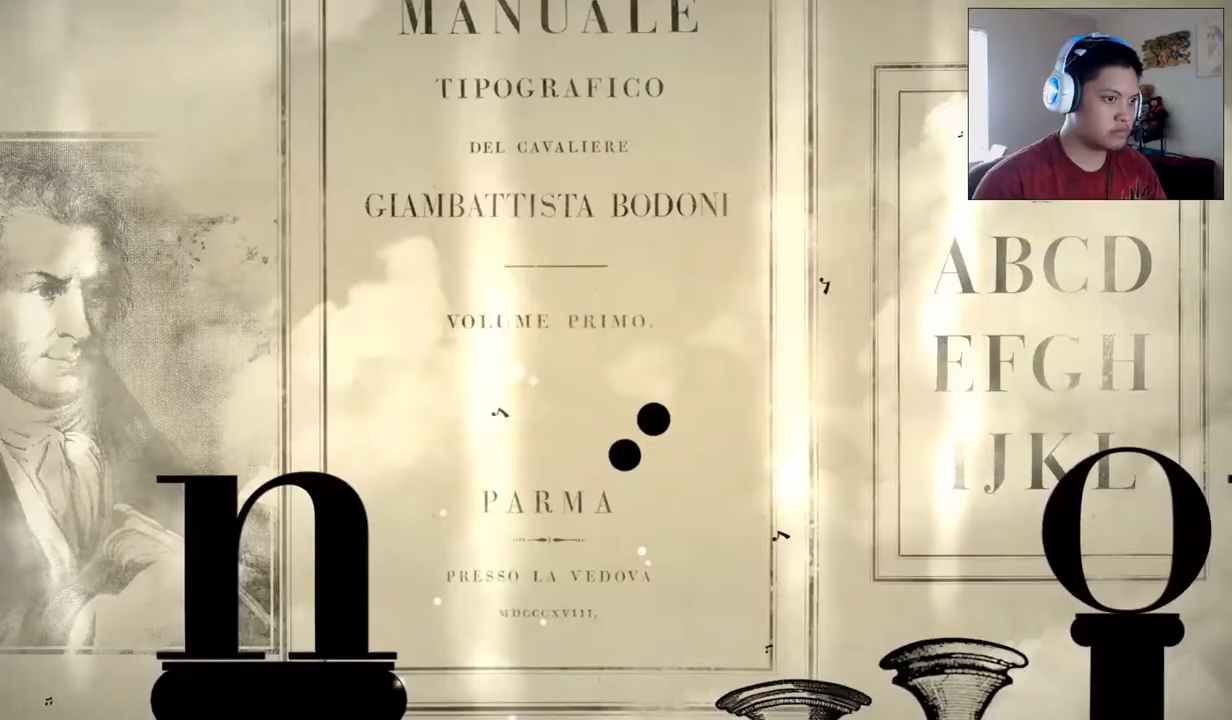 MANUALE
TIPOGRAFICO
DEL CAVALIERE
GIAMBATTISTA BODONI
VOLUME PRIMO.
PARMA
PRESSO LA VEDOVA
MDCCCXVIII.
ABCD
EFGH
IJKL
n
o